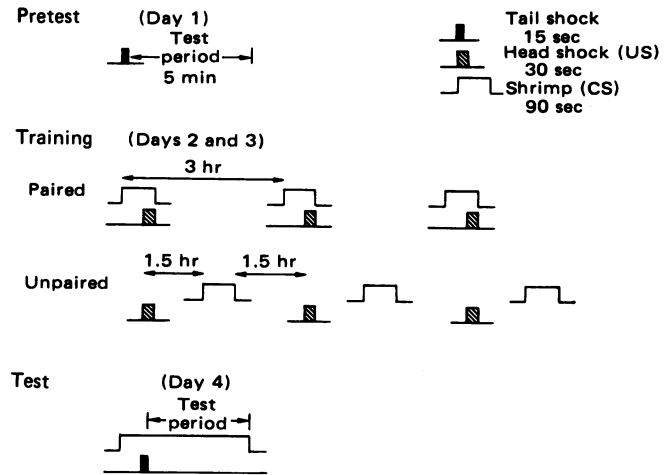 Pretest (Day 1)
Test
period
5 min
Tail shock
15 sec
Head shock (US)
30 sec
Shrimp (CS)
90 sec
Training (Days 2 and 3)
3 hr
Paired
1.5 hr 1.5 hr
Unpaired
Test (Day 4)
Test
period